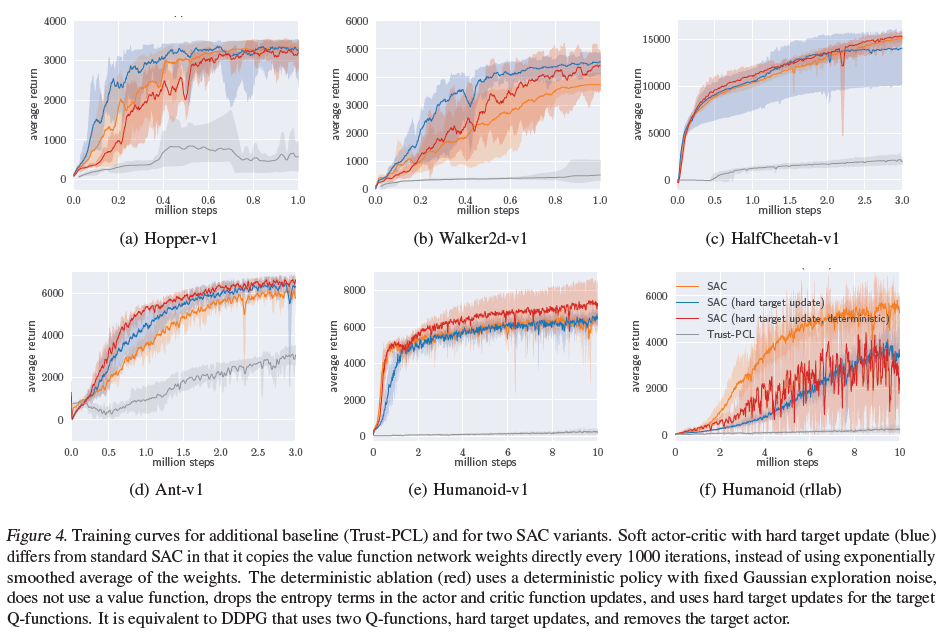 4000
3000
2000
1000
0
average return
0.0 0.2 0.4 0.6 0.8 1.0
million steps
(a) Hopper-v1
6000
5000
4000
3000
2000
1000
0
average return
0.0 0.2 0.4 0.6 0.8 1.0
million steps
(b) Walker2d-v1
15000
10000
5000
0
average return
0.0 0.5 1.0 1.5 2.0 2.5 3.0
million steps
(c) HalfCheetah-v1
6000
4000
2000
0
average return
0.0 0.5 1.0 1.5 2.0 2.5 3.0
million steps
(d) Ant-v1
8000
6000
4000
2000
0
average return
0 2 4 6 8 10
million steps
(e) Humanoid-v1
6000
4000
2000
0
average return
SAC
SAC (hard target update)
SAC (hard target update, deterministic)
Trust-PCL
0 2 4 6 8 10
million steps
(f) Humanoid (rllab)
Figure 4. Training curves for additional baseline (Trust-PCL) and for two SAC variants. Soft actor-critic with hard target update (blue)
differs from standard SAC in that it copies the value function network weights directly every 1000 iterations, instead of using exponentially
smoothed average of the weights. The deterministic ablation (red) uses a deterministic policy with fixed Gaussian exploration noise,
does not use a value function, drops the entropy terms in the actor and critic function updates, and uses hard target updates for the target
Q-functions. It is equivalent to DDPG that uses two Q-functions, hard target updates, and removes the target actor.